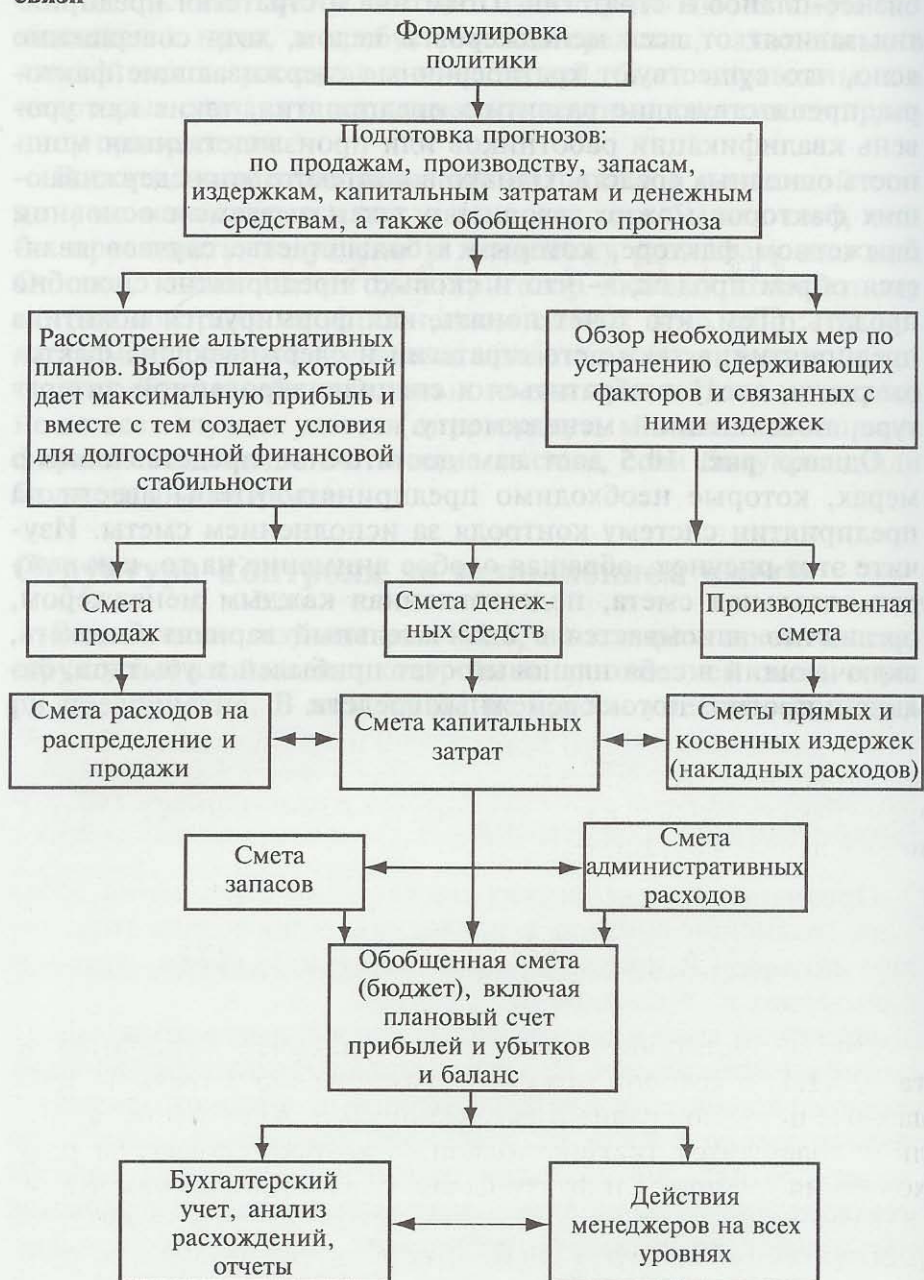 связи
Формулировка
политики
Подготовка прогнозов:
по продажам, производству, запасам,
издержкам, капитальным затратам и денежным
средствам, а также обобщенного прогноза
Рассмотрение альтернативных
планов. Выбор плана, который
дает максимальную прибыль и
вместе с тем создает условия
для долгосрочной финансовой
стабильности
Обзор необходимых мер по
устранению сдерживающих
факторов и связанных с
ними издержек
Смета
продаж
Смета денеж-
ных средств
Производственная
смета
Смета расходов на
распределение и
продажи
Смета капитальных
затрат
Сметы прямых и
косвенных издержек
(накладных расходов)
Смета
запасов
Смета
административных
расходов
Обобщенная смета
(бюджет), включая
плановый счет
прибылей и убытков
и баланс
Бухгалтерский
учет, анализ
расхождений,
отчеты
Действия
менеджеров на всех
уровнях